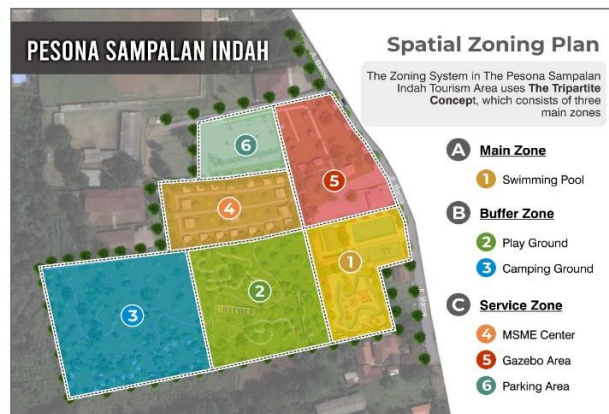 PESONA SAMPALAN INDAH
Spatial Zoning Plan
The Zoning System in The Pesona Sampalan
Indah Tourism Area uses The Tripartite
Concept, which consists of three
main zones
A Main Zone
1 Swimming Pool
B Buffer Zone
2 Play Ground
3 Camping Ground
C Service Zone
4 MSME Center
5 Gazebo Area
6 Parking Area
6
5
4
1
2
3